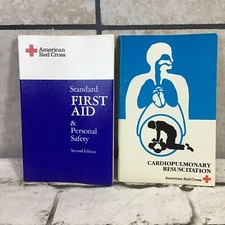 American
Red Cross
Standard
FIRST
AID
&
Personal
Safety
Second Edition
CARDIOPULMONARY
RESUSCITATION
American Red Cross